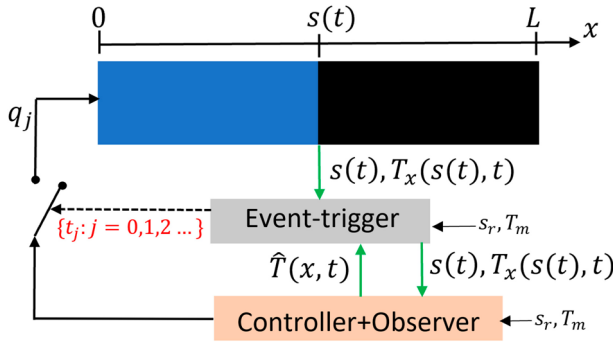 0 s(t) L x
q_j
s(t), T_x(s(t), t)
{t_j: j = 0,1,2 ...}
Event-trigger
s_r, T_m
T̂(x, t)
s(t), T_x(s(t), t)
Controller+Observer
s_r, T_m